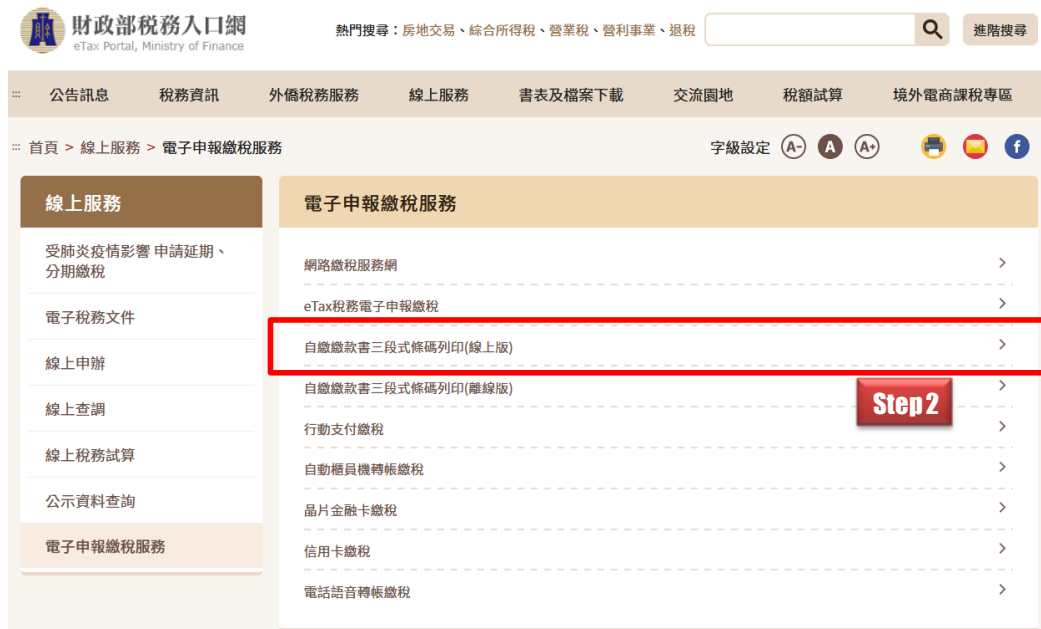 財政部稅務入口網
eTax Portal, Ministry of Finance
熱門搜尋：房地交易、綜合所得稅、營業稅、營利事業、退稅
進階搜尋
公告訊息 稅務資訊 外僑稅務服務 線上服務 書表及檔案下載 交流園地 稅額試算 境外電商課稅專區
首頁 > 線上服務 > 電子申報繳稅服務
字級設定 A- A A+
線上服務
受肺炎疫情影響 申請延期、
分期繳稅
電子稅務文件
線上申辦
線上查調
線上稅務試算
公示資料查詢
電子申報繳稅服務
電子申報繳稅服務
網路繳稅服務網
eTax稅務電子申報繳稅
自繳繳款書三段式條碼列印(線上版)
自繳繳款書三段式條碼列印(離線版)
Step 2
行動支付繳稅
自動櫃員機轉帳繳稅
晶片金融卡繳稅
信用卡繳稅
電話語音轉帳繳稅